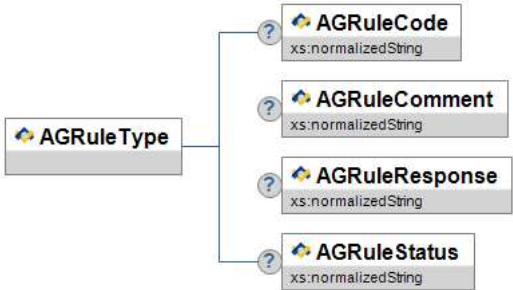 ? AGRuleCode
xs:normalizedString
? AGRuleComment
xs:normalizedString
AGRuleType
? AGRuleResponse
xs:normalizedString
? AGRuleStatus
xs:normalizedString